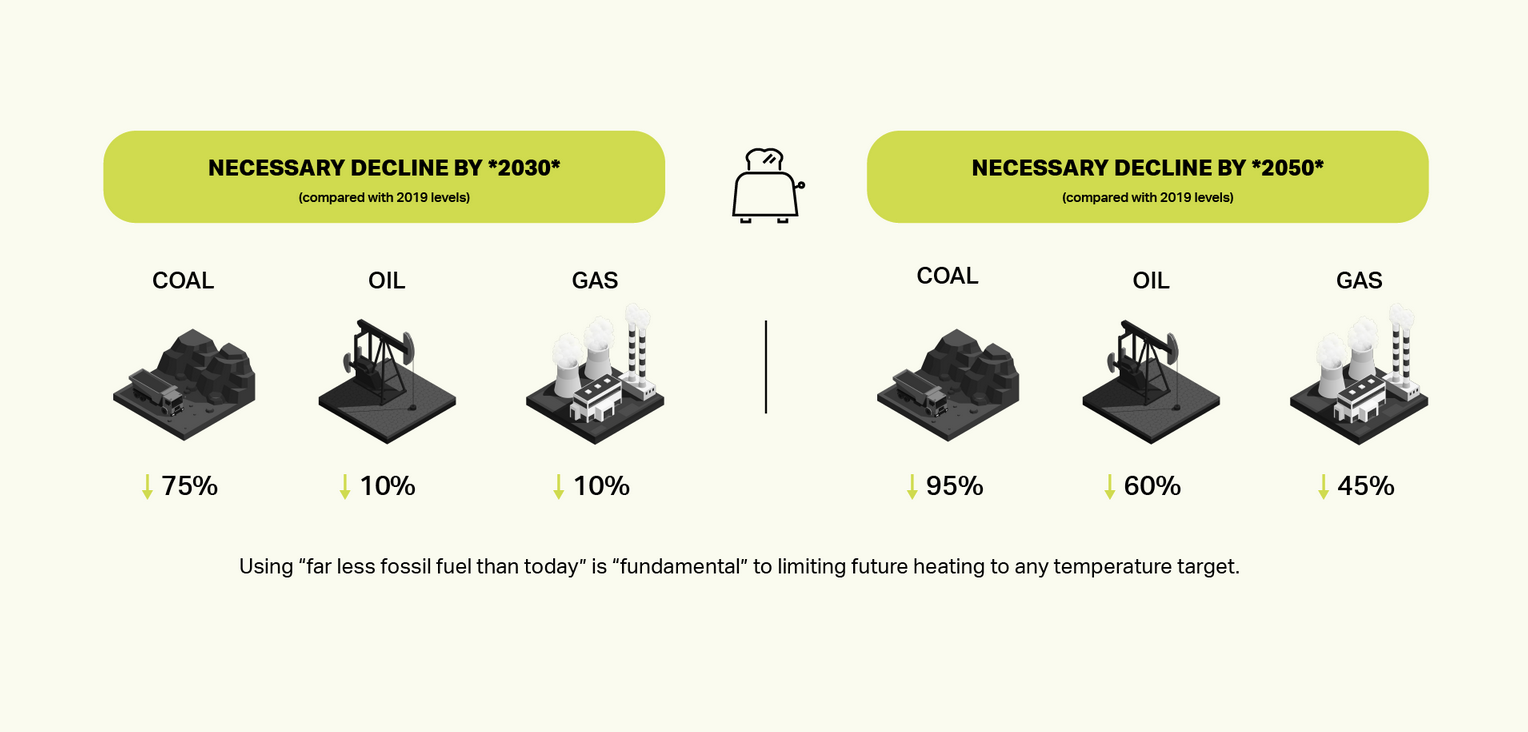 NECESSARY DECLINE BY *2030*
(compared with 2019 levels)
COAL
OIL
GAS
75%
10%
10%
NECESSARY DECLINE BY *2050*
(compared with 2019 levels)
COAL
OIL
GAS
95%
60%
45%
Using “far less fossil fuel than today” is “fundamental” to limiting future heating to any temperature target.